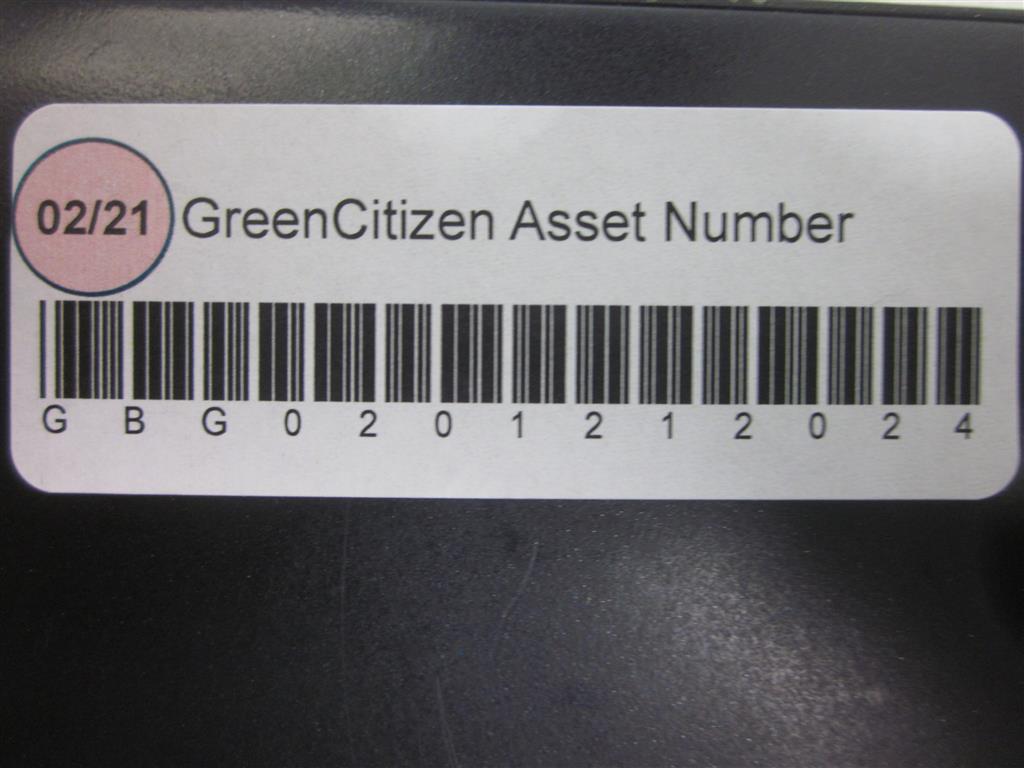 02/21 GreenCitizen Asset Number
G B G 0 2 0 1 2 1 2 0 2 4